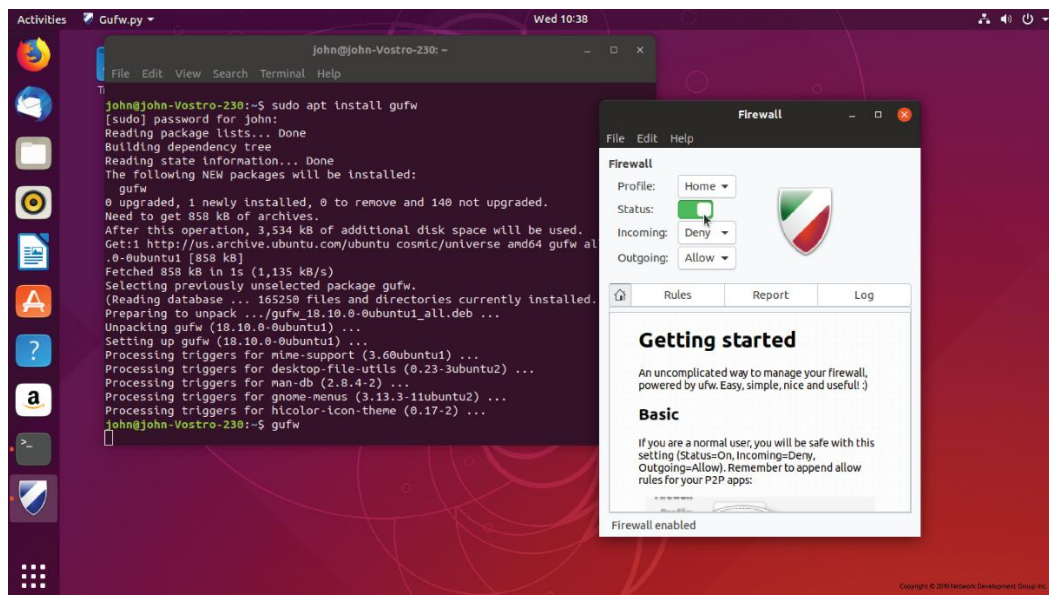 Activities
Gufw.py
Wed 10:38
john@john-Vostro-230: ~
File Edit View Search Terminal Help
john@john-Vostro-230:~$ sudo apt install gufw
[sudo] password for john:
Reading package lists... Done
Building dependency tree
Reading state information... Done
The following NEW packages will be installed:
gufw
0 upgraded, 1 newly installed, 0 to remove and 140 not upgraded.
Need to get 858 kB of archives.
After this operation, 3,534 kB of additional disk space will be used.
Get:1 http://us.archive.ubuntu.com/ubuntu cosmic/universe amd64 gufw al
.0-0ubuntu1 [858 kB]
Fetched 858 kB in 1s (1,135 kB/s)
Selecting previously unselected package gufw.
(Reading database ... 165250 files and directories currently installed.
Preparing to unpack .../gufw_18.10.0-0ubuntu1_all.deb ...
Unpacking gufw (18.10.0-0ubuntu1) ...
Setting up gufw (18.10.0-0ubuntu1) ...
Processing triggers for mime-support (3.60ubuntu1) ...
Processing triggers for desktop-file-utils (0.23-3ubuntu2) ...
Processing triggers for man-db (2.8.4-2) ...
Processing triggers for gnome-menus (3.13.3-11ubuntu2) ...
Processing triggers for hicolor-icon-theme (0.17-2) ...
john@john-Vostro-230:~$ gufw
Firewall
File Edit Help
Firewall
Profile: Home
Status:
Incoming: Deny
Outgoing: Allow
Rules Report Log
Getting started
An uncomplicated way to manage your firewall,
powered by ufw. Easy, simple, nice and useful! :)
Basic
If you are a normal user, you will be safe with this
setting (Status=On, Incoming=Deny,
Outgoing=Allow). Remember to append allow
rules for your P2P apps:
Firewall enabled
Copyright © 2019 Network Development Group Inc.